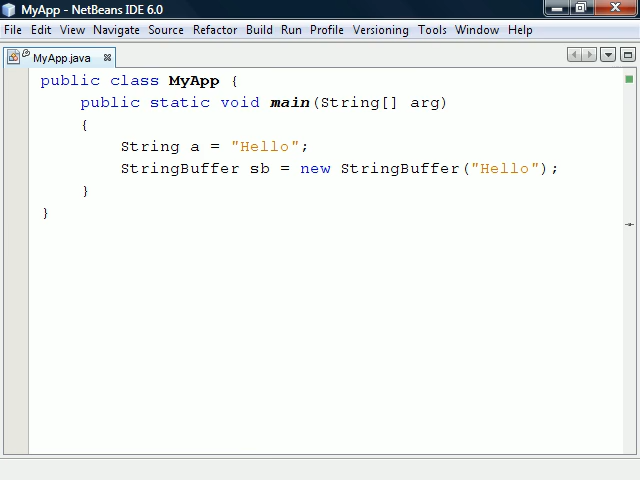 MyApp - NetBeans IDE 6.0
File Edit View Navigate Source Refactor Build Run Profile Versioning Tools Window Help
MyApp.java
public class MyApp {
    public static void main(String[] arg)
    {
        String a = "Hello";
        StringBuffer sb = new StringBuffer("Hello");
    }
}